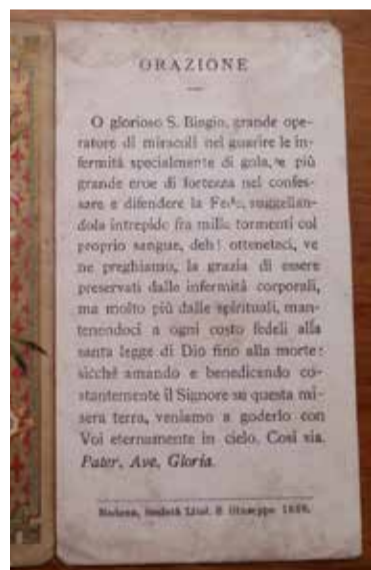 ORAZIONE
O glorioso S. Biagio, grande ope-
ratore di miracoli nel guarire le in-
fermità specialmente di gola, e più
grande eroe di fortezza nel confes-
sare e difendere la Fede, suggellan-
dola intrepido fra mille tormenti col
proprio sangue, deh! otteneteci, ve
ne preghiamo, la grazia di essere
preservati dalle infermità corporali,
ma molto più dalle spirituali, man-
tenendoci a ogni costo fedeli alla
santa legge di Dio fino alla morte:
sicchè amando e benedicendo co-
stantemente il Signore su questa mi-
sera terra, veniamo a goderlo con
Voi eternamente in cielo. Così sia.
Pater, Ave, Gloria.
Modena, Società S. Giuseppe